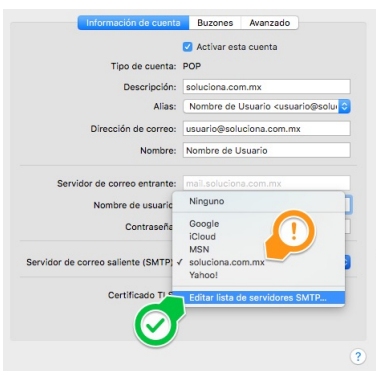 Información de cuenta Buzones Avanzado
Activar esta cuenta
Tipo de cuenta: POP
Descripción: soluciona.com.mx
Alias: Nombre de Usuario <usuario@soluc
Dirección de correo: usuario@soluciona.com.mx
Nombre: Nombre de Usuario
Servidor de correo entrante: mail.soluciona.com.mx
Nombre de usuario
Ninguno
Contraseña
Google
iCloud
MSN
Servidor de correo saliente (SMTP) ✓ soluciona.com.mx
Yahoo!
Certificado TLS
Editar lista de servidores SMTP...
?